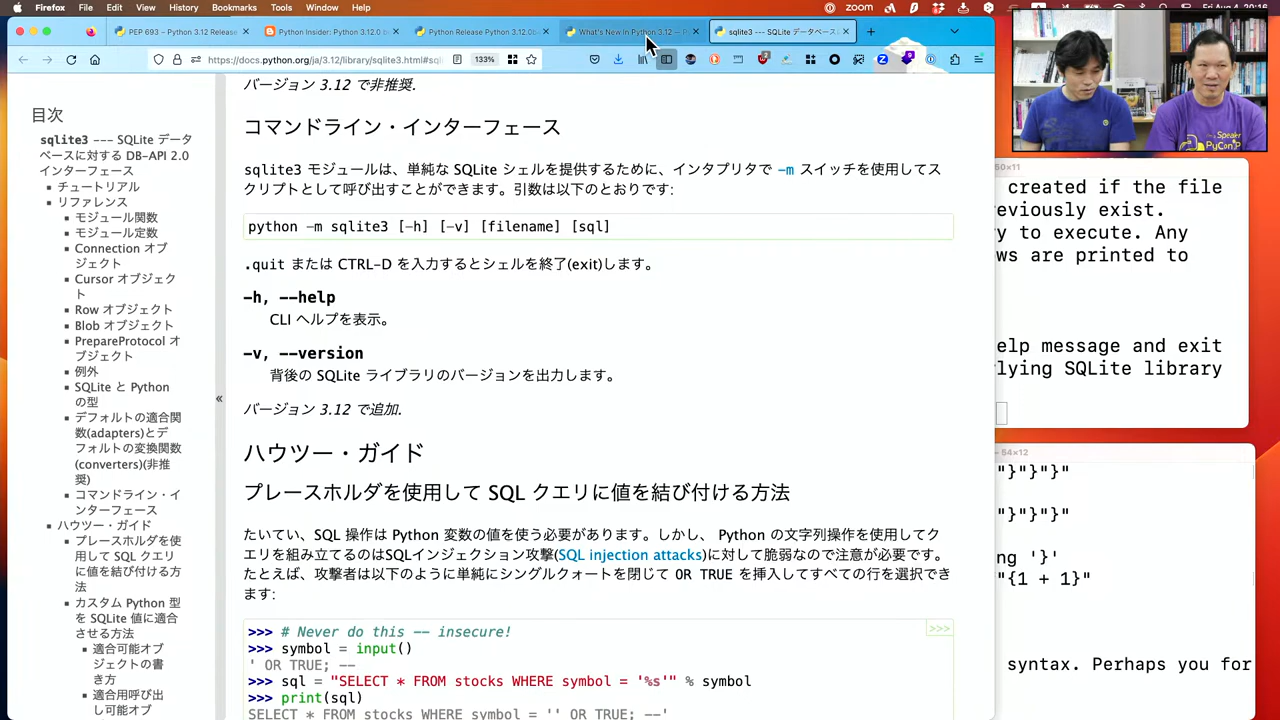 Firefox File Edit View History Bookmarks Tools Window Help
zoom
Fri Aug 4 20:16
PEP 693 – Python 3.12 Release
Python Insider: Python 3.12.0 b
Python Release Python 3.12.0b
What's New In Python 3.12 —
sqlite3 --- SQLite データベース
https://docs.python.org/ja/3.12/library/sqlite3.html#sql
133%
目次
sqlite3 --- SQLite データ
ベースに対する DB-API 2.0
インターフェース
チュートリアル
リファレンス
モジュール関数
モジュール定数
Connection オブ
ジェクト
Cursor オブジェク
ト
Row オブジェクト
Blob オブジェクト
PrepareProtocol オ
ブジェクト
例外
SQLite と Python
の型
デフォルトの適合関
数(adapters)とデ
フォルトの変換関数
(converters)(非推
奨)
コマンドライン・イ
ンターフェース
ハウツー・ガイド
プレースホルダを使
用して SQL クエリ
に値を結び付ける方
法
カスタム Python 型
を SQLite 値に適合
させる方法
適合可能オブ
ジェクトの書
き方
適合用呼び出
し可能オブ
«
バージョン 3.12 で非推奨.
コマンドライン・インターフェース
sqlite3 モジュールは、単純な SQLite シェルを提供するために、インタプリタで -m スイッチを使用してス
クリプトとして呼び出すことができます。引数は以下のとおりです:
python -m sqlite3 [-h] [-v] [filename] [sql]
.quit または CTRL-D を入力するとシェルを終了(exit)します。
-h, --help
CLI ヘルプを表示。
-v, --version
背後の SQLite ライブラリのバージョンを出力します。
バージョン 3.12 で追加.
ハウツー・ガイド
プレースホルダを使用して SQL クエリに値を結び付ける方法
たいてい、SQL 操作は Python 変数の値を使う必要があります。しかし、 Python の文字列操作を使用してク
エリを組み立てるのはSQLインジェクション攻撃(SQL injection attacks)に対して脆弱なので注意が必要です。
たとえば、攻撃者は以下のように単純にシングルクォートを閉じて OR TRUE を挿入してすべての行を選択でき
ます:
>>>
>>> # Never do this -- insecure!
>>> symbol = input()
' OR TRUE; --
>>> sql = "SELECT * FROM stocks WHERE symbol = '%s'" % symbol
>>> print(sql)
SELECT * FROM stocks WHERE symbol = '' OR TRUE; --'
Speaker
PyCon
50×11
created if the file
eviously exist.
y to execute. Any
ws are printed to
elp message and exit
lying SQLite library
54×12
"}"}"}"
"}"}"}"
ng '}'
"{1 + 1}"
syntax. Perhaps you for